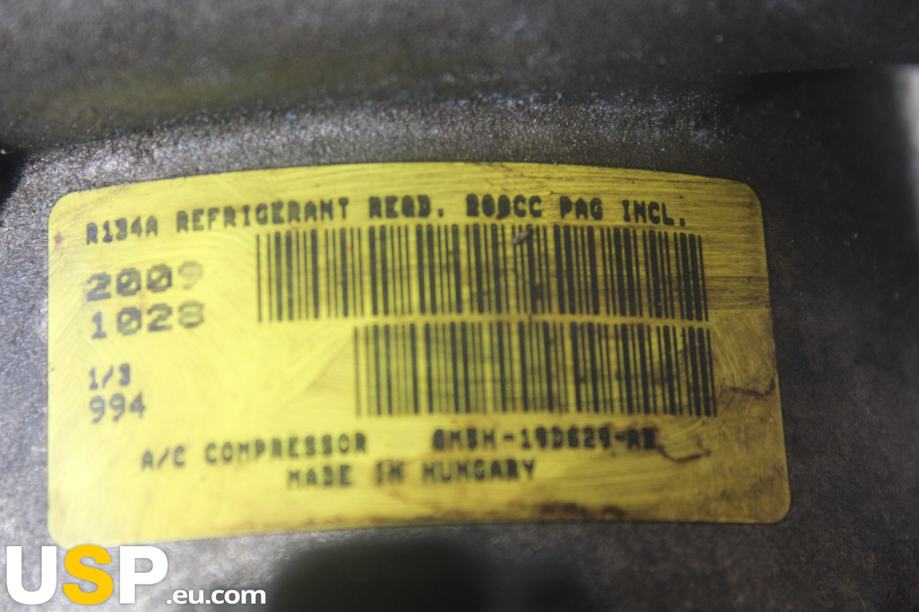 R134A REFRIGERANT REQD. 200CC PAG INCL.
2009
1028
1/3
994
A/C COMPRESSOR
MADE IN HUNGARY
USP.eu.com